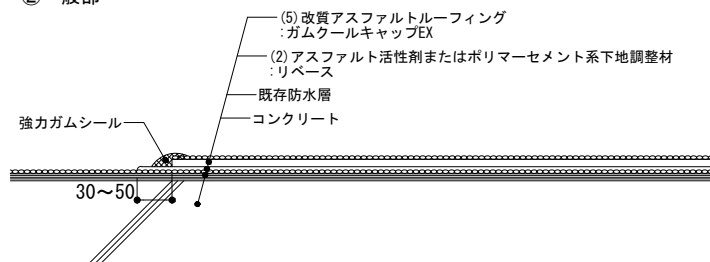 (5)改質アスファルトルーフィング
:ガムクールキャップEX
(2)アスファルト活性剤またはポリマーセメント系下地調整材
:リベース
既存防水層
コンクリート
強力ガムシール
30～50